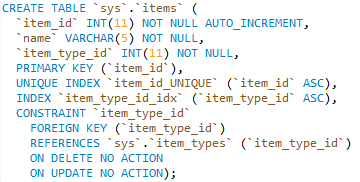 CREATE TABLE `sys`.`items` (
  `item_id` INT(11) NOT NULL AUTO_INCREMENT,
  `name` VARCHAR(5) NOT NULL,
  `item_type_id` INT(11) NOT NULL,
  PRIMARY KEY (`item_id`),
  UNIQUE INDEX `item_id_UNIQUE` (`item_id` ASC),
  INDEX `item_type_id_idx` (`item_type_id` ASC),
  CONSTRAINT `item_type_id`
    FOREIGN KEY (`item_type_id`)
    REFERENCES `sys`.`item_types` (`item_type_id`)
    ON DELETE NO ACTION
    ON UPDATE NO ACTION);